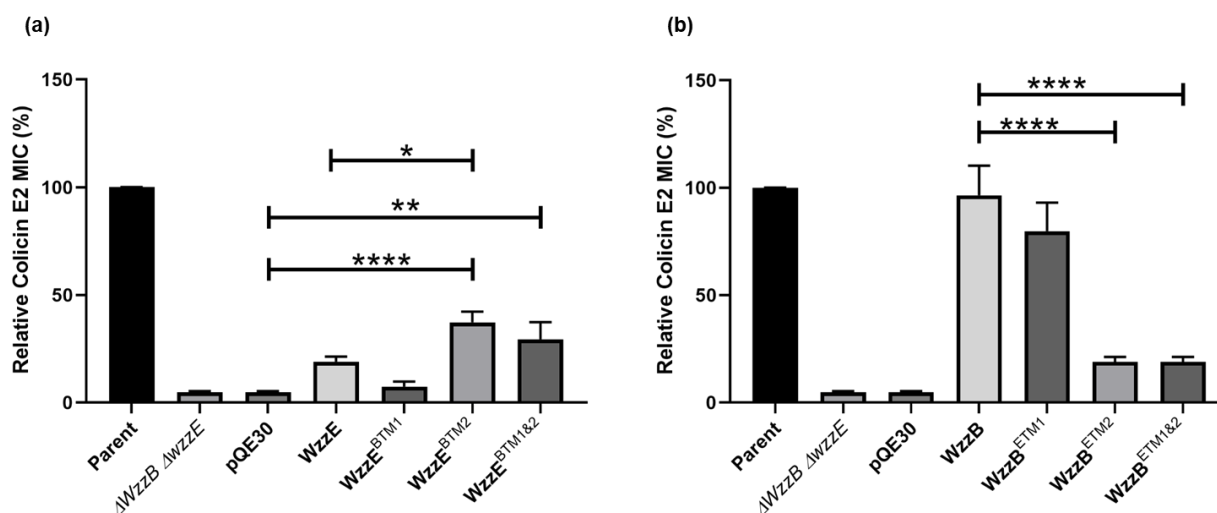 (a)
Relative Colicin E2 MIC (%)
150
100
50
0
*
**
****
Parent
ΔWzzB ΔwzzE
pQE30
WzzE
WzzE^BTM1
WzzE^BTM2
WzzE^BTM1&2
(b)
Relative Colicin E2 MIC (%)
150
100
50
0
****
****
Parent
ΔWzzB ΔwzzE
pQE30
WzzB
WzzB^ETM1
WzzB^ETM2
WzzB^ETM1&2